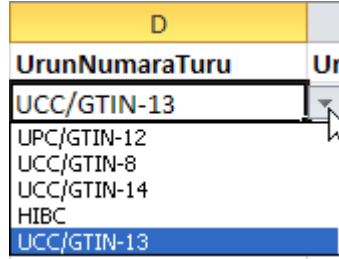 D
UrunNumaraTuru
Ur
UCC/GTIN-13
UPC/GTIN-12
UCC/GTIN-8
UCC/GTIN-14
HIBC
UCC/GTIN-13